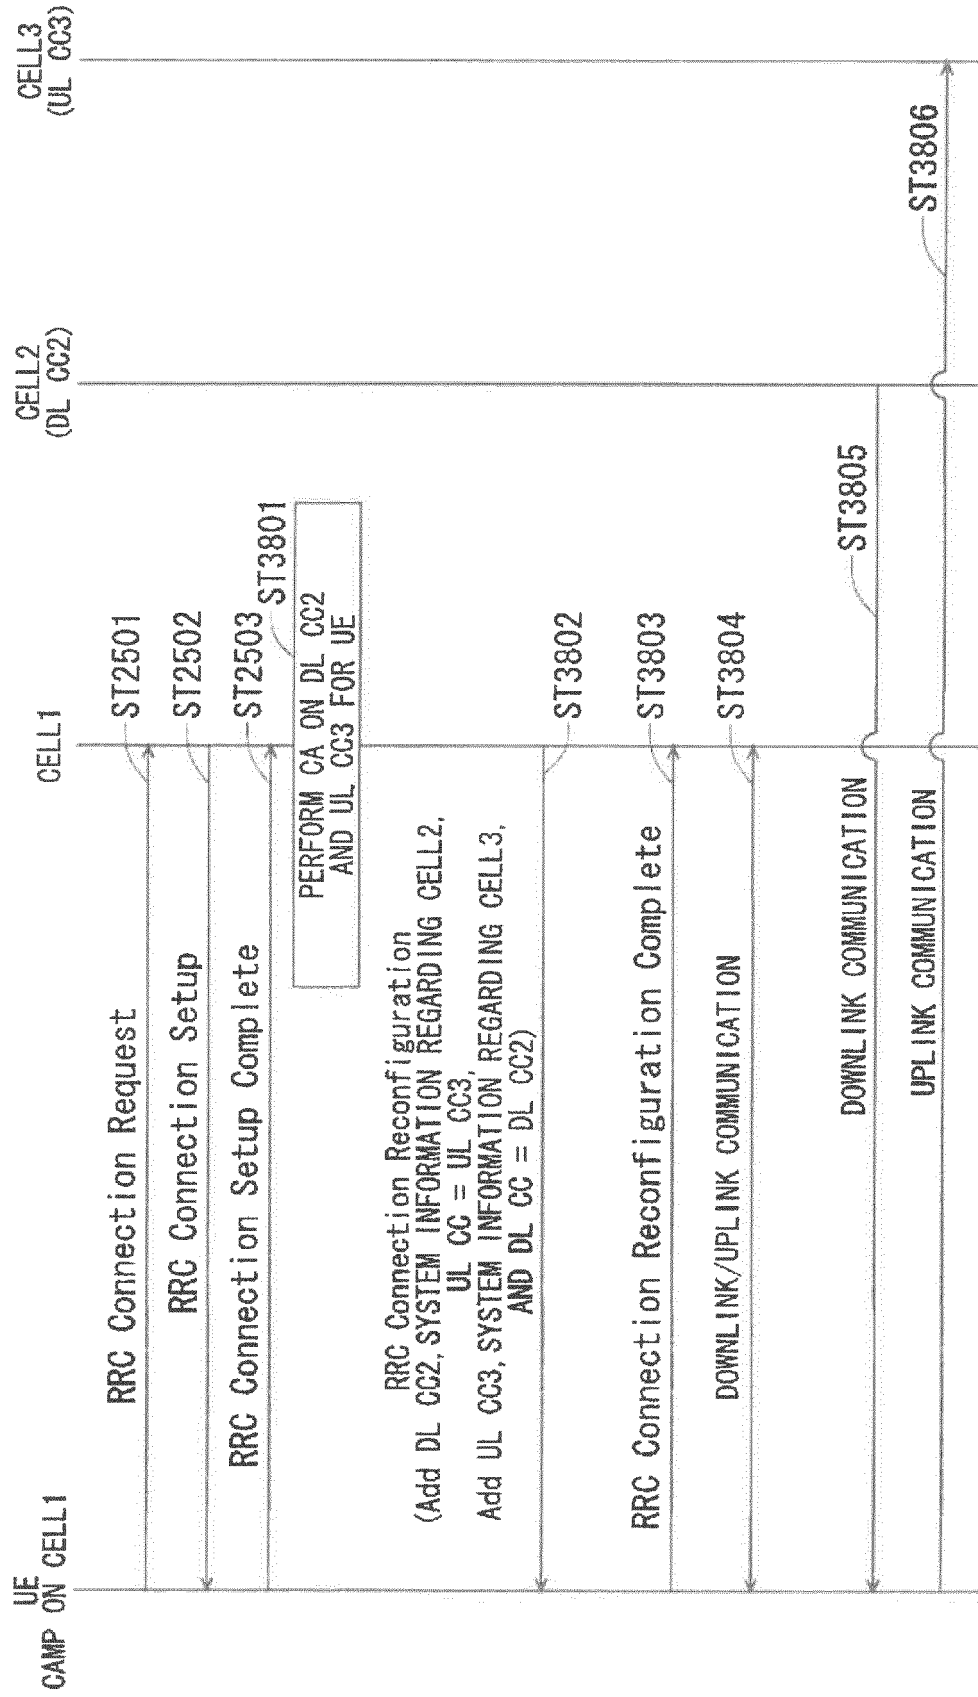 UE
CAMP ON CELL1
CELL1
CELL2
(DL CC2)
CELL3
(UL CC3)
RRC Connection Request
ST2501
RRC Connection Setup
ST2502
RRC Connection Setup Complete
ST2503
ST3801
PERFORM CA ON DL CC2
AND UL CC3 FOR UE
RRC Connection Reconfiguration
(Add DL CC2, SYSTEM INFORMATION REGARDING CELL2,
UL CC = UL CC3,
Add UL CC3, SYSTEM INFORMATION REGARDING CELL3,
AND DL CC = DL CC2)
ST3802
RRC Connection Reconfiguration Complete
ST3803
DOWNLINK/UPLINK COMMUNICATION
ST3804
DOWNLINK COMMUNICATION
ST3805
UPLINK COMMUNICATION
ST3806